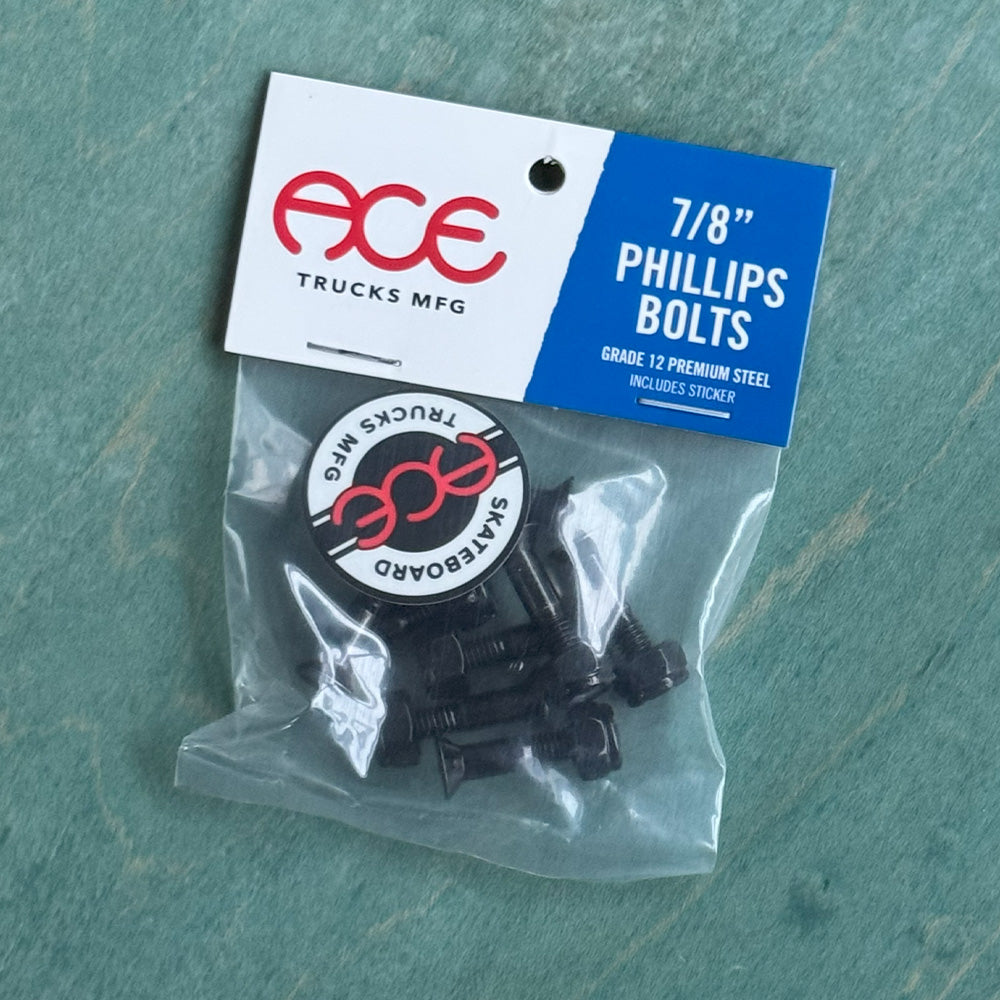 ACE
TRUCKS MFG
7/8”
PHILLIPS
BOLTS
GRADE 12 PREMIUM STEEL
INCLUDES STICKER
TRUCKS MFG
ACE
SKATEBOARD